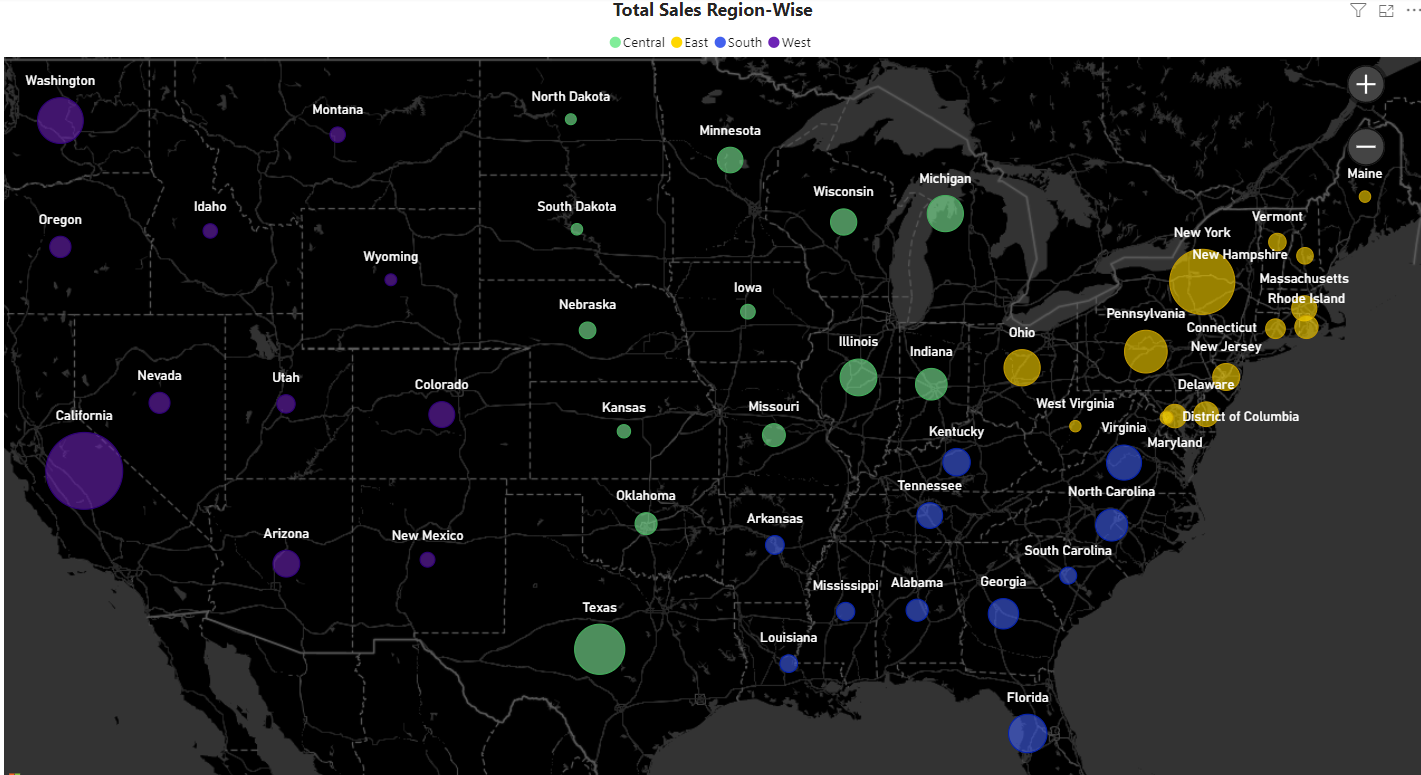 Total Sales Region-Wise
Central East South West
Washington
Montana
North Dakota
Minnesota
Maine
Michigan
Wisconsin
Idaho
South Dakota
Oregon
Vermont
New York
Wyoming
New Hampshire
Massachusetts
Iowa
Rhode Island
Nebraska
Pennsylvania
Connecticut
Ohio
Illinois
New Jersey
Indiana
Nevada
Utah
Colorado
Delaware
California
Kansas
Missouri
West Virginia
District of Columbia
Virginia
Kentucky
Maryland
Tennessee
North Carolina
Oklahoma
Arkansas
Arizona
New Mexico
South Carolina
Mississippi
Alabama
Georgia
Texas
Louisiana
Florida